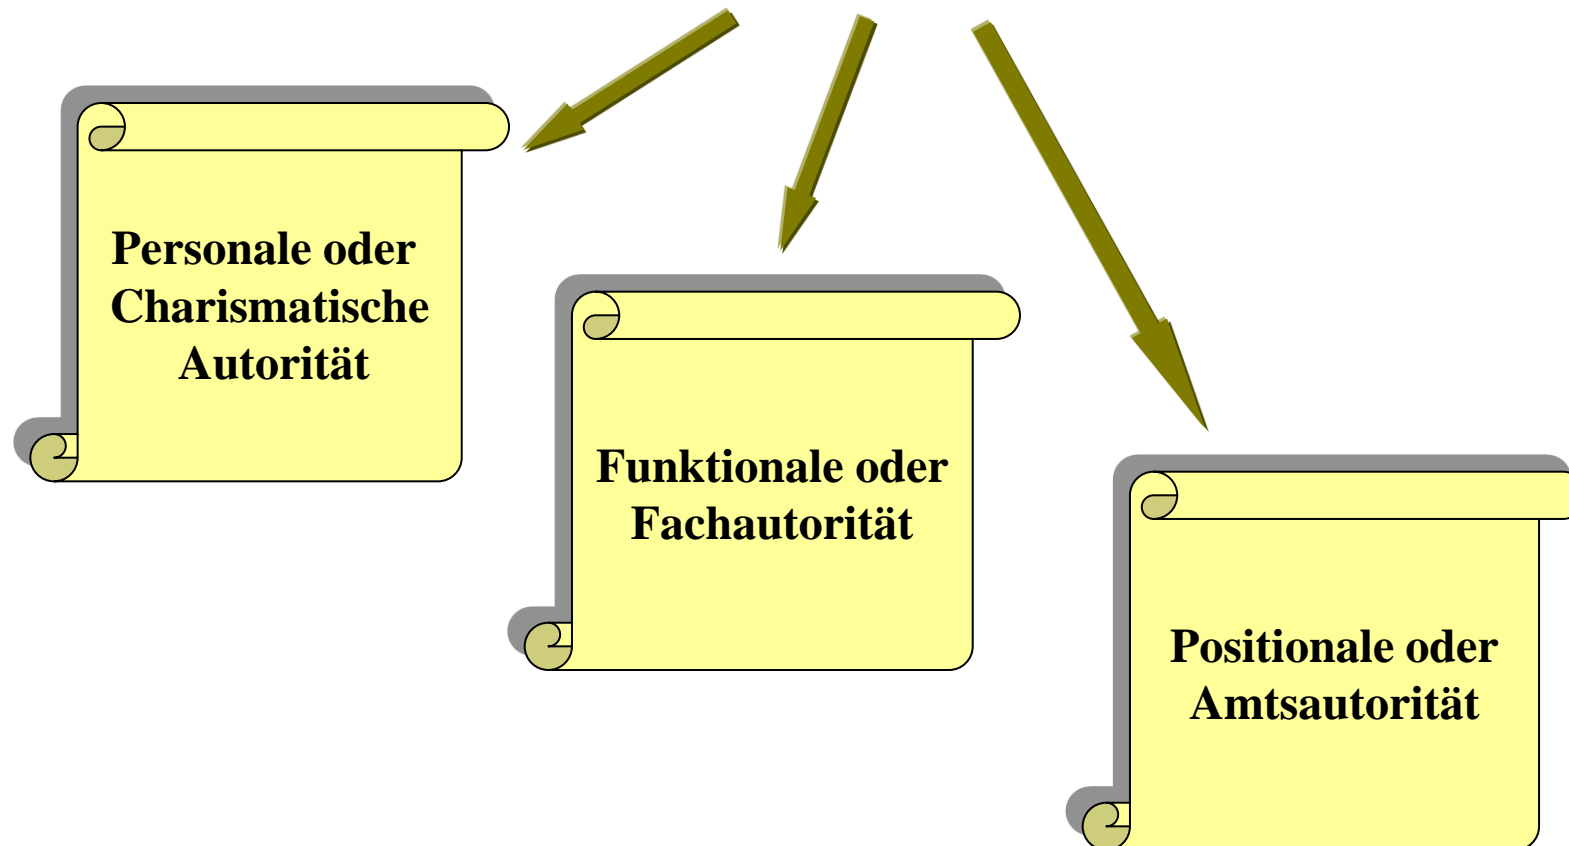 Personale oder
Charismatische
Autorität
Funktionale oder
Fachautorität
Positionale oder
Amtsautorität